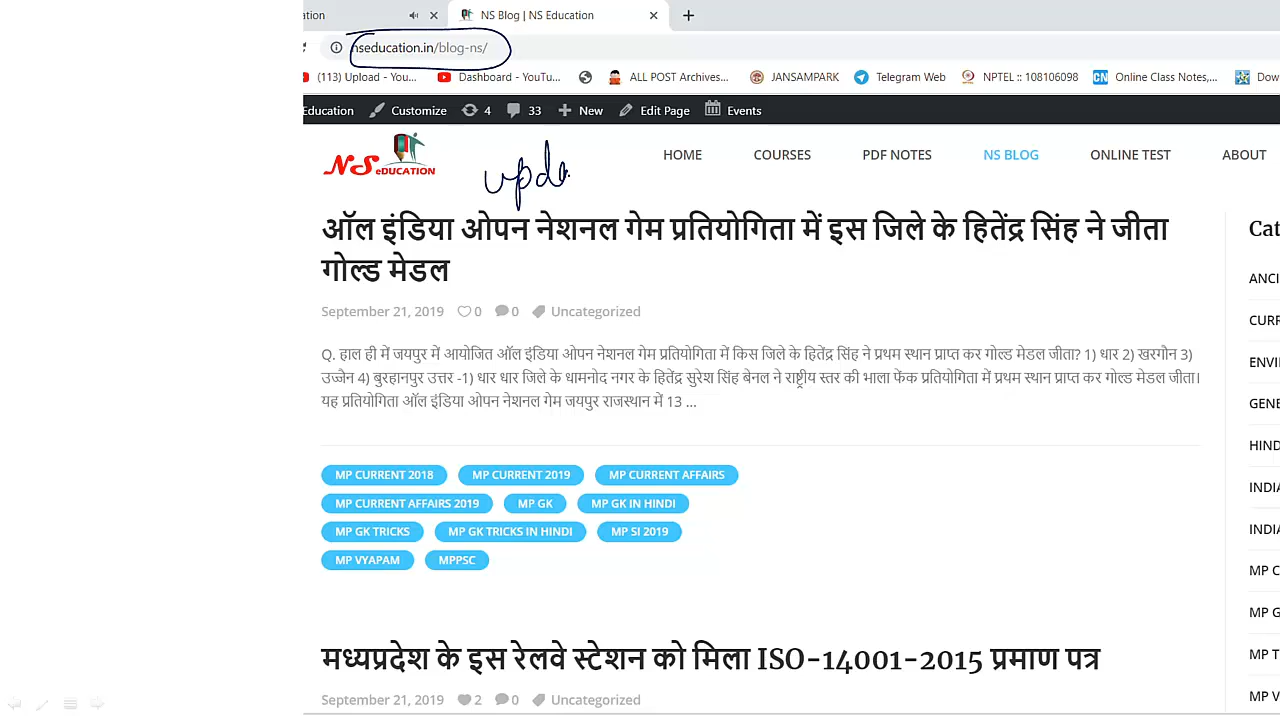 ation
NS Blog | NS Education
nseducation.in/blog-ns/
(113) Upload - You...
Dashboard - YouTu...
ALL POST Archives...
JANSAMPARK
Telegram Web
NPTEL :: 108106098
CN Online Class Notes,...
Dow
Education
Customize
4
33
New
Edit Page
Events
NS eDUCATION
upda
HOME
COURSES
PDF NOTES
NS BLOG
ONLINE TEST
ABOUT
ऑल इंडिया ओपन नेशनल गेम प्रतियोगिता में इस जिले के हितेंद्र सिंह ने जीता
गोल्ड मेडल
September 21, 2019 0 0 Uncategorized
Q. हाल ही में जयपुर में आयोजित ऑल इंडिया ओपन नेशनल गेम प्रतियोगिता में किस जिले के हितेंद्र सिंह ने प्रथम स्थान प्राप्त कर गोल्ड मेडल जीता? 1) धार 2) खरगौन 3)
उज्जैन 4) बुरहानपुर उत्तर -1) धार धार जिले के धामनोद नगर के हितेंद्र सुरेश सिंह बेनल ने राष्ट्रीय स्तर की भाला फेंक प्रतियोगिता में प्रथम स्थान प्राप्त कर गोल्ड मेडल जीता।
यह प्रतियोगिता ऑल इंडिया ओपन नेशनल गेम जयपुर राजस्थान में 13 ...
MP CURRENT 2018 MP CURRENT 2019 MP CURRENT AFFAIRS
MP CURRENT AFFAIRS 2019 MP GK MP GK IN HINDI
MP GK TRICKS MP GK TRICKS IN HINDI MP SI 2019
MP VYAPAM MPPSC
मध्यप्रदेश के इस रेलवे स्टेशन को मिला ISO-14001-2015 प्रमाण पत्र
September 21, 2019 2 0 Uncategorized
Cat
ANCI
CURR
ENVI
GENE
HIND
INDIA
INDIA
MP C
MP G
MP T
MP V